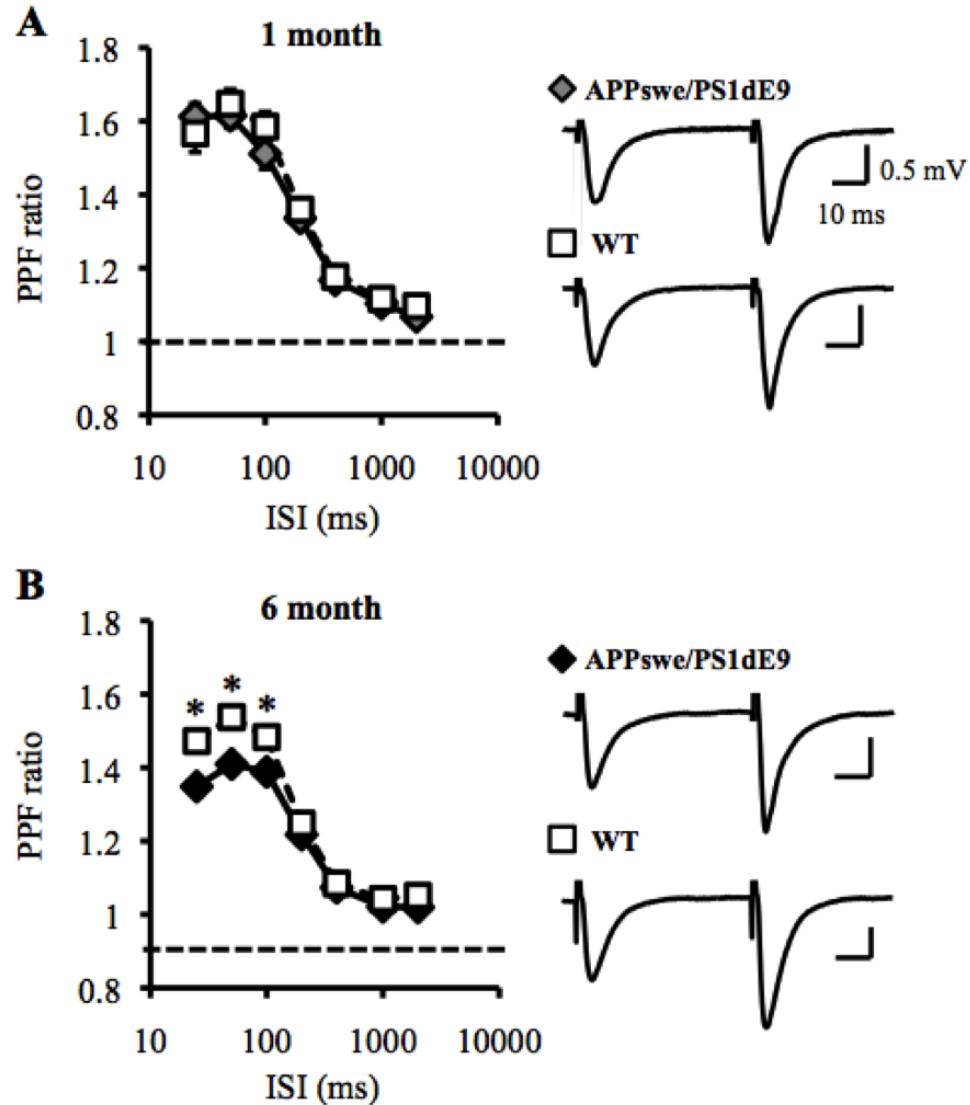 A
1 month
1.8
1.6
1.4
1.2
1
0.8
PPF ratio
10 100 1000 10000
ISI (ms)
APPswe/PS1dE9
0.5 mV
10 ms
WT
B
6 month
1.8
1.6
1.4
1.2
1
0.8
PPF ratio
* * *
10 100 1000 10000
ISI (ms)
APPswe/PS1dE9
WT